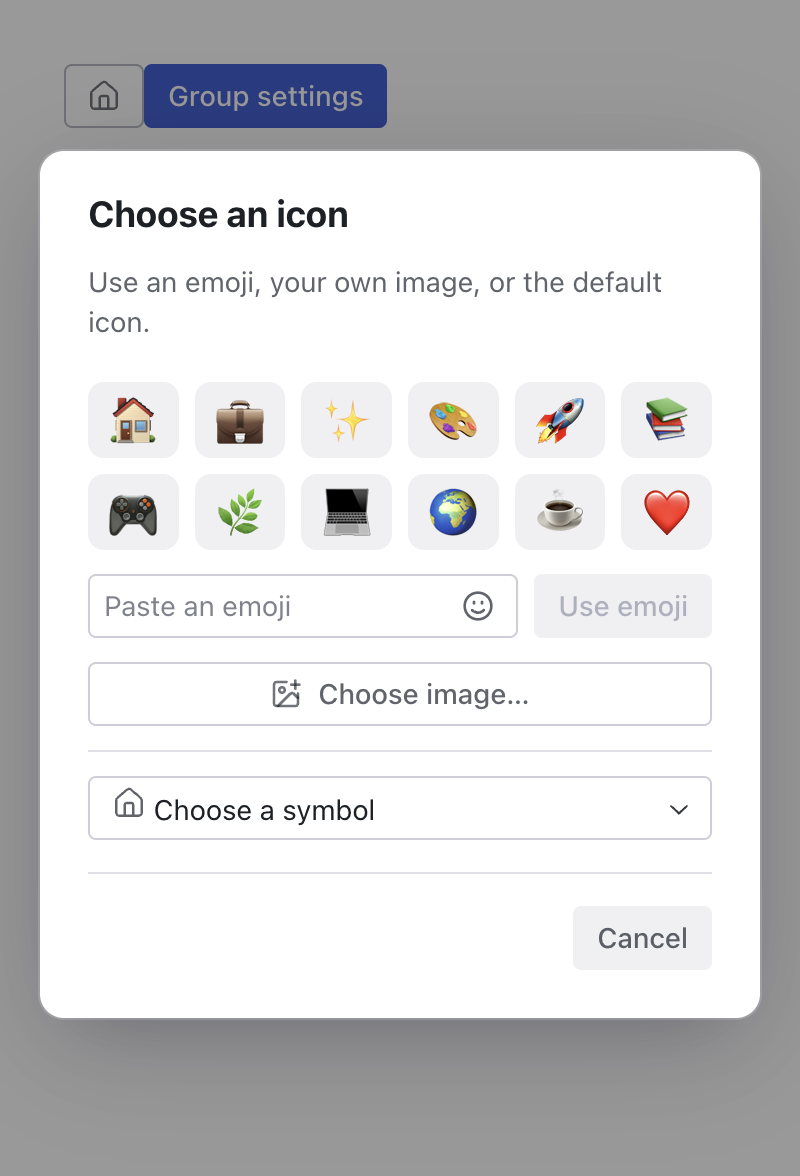 Group settings
Choose an icon
Use an emoji, your own image, or the default
icon.
Paste an emoji
Use emoji
Choose image...
Choose a symbol
Cancel